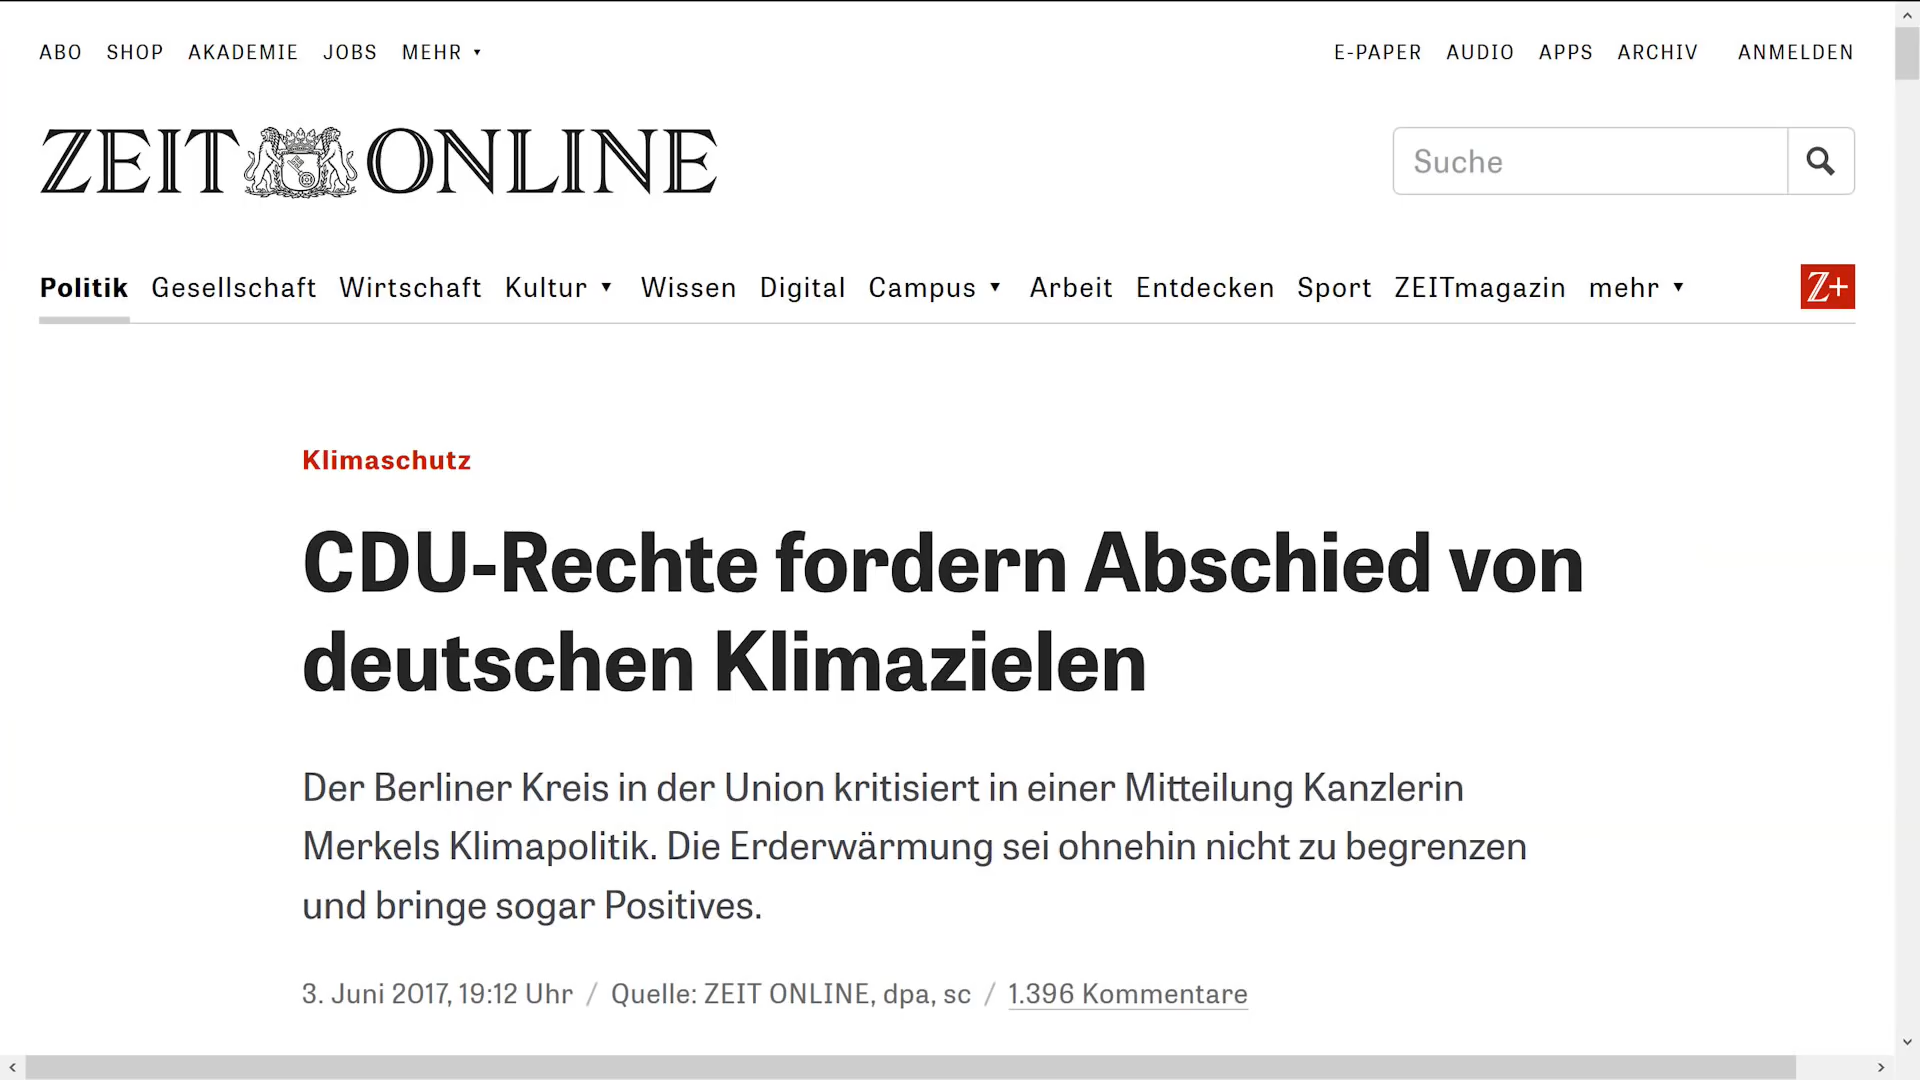 ABO SHOP AKADEMIE JOBS MEHR ▼ E-PAPER AUDIO APPS ARCHIV ANMELDEN
ZEIT ONLINE
Suche
Politik Gesellschaft Wirtschaft Kultur ▼ Wissen Digital Campus ▼ Arbeit Entdecken Sport ZEITmagazin mehr ▼ Z+
Klimaschutz
CDU-Rechte fordern Abschied von
deutschen Klimazielen
Der Berliner Kreis in der Union kritisiert in einer Mitteilung Kanzlerin
Merkels Klimapolitik. Die Erderwärmung sei ohnehin nicht zu begrenzen
und bringe sogar Positives.
3. Juni 2017, 19:12 Uhr / Quelle: ZEIT ONLINE, dpa, sc / 1.396 Kommentare